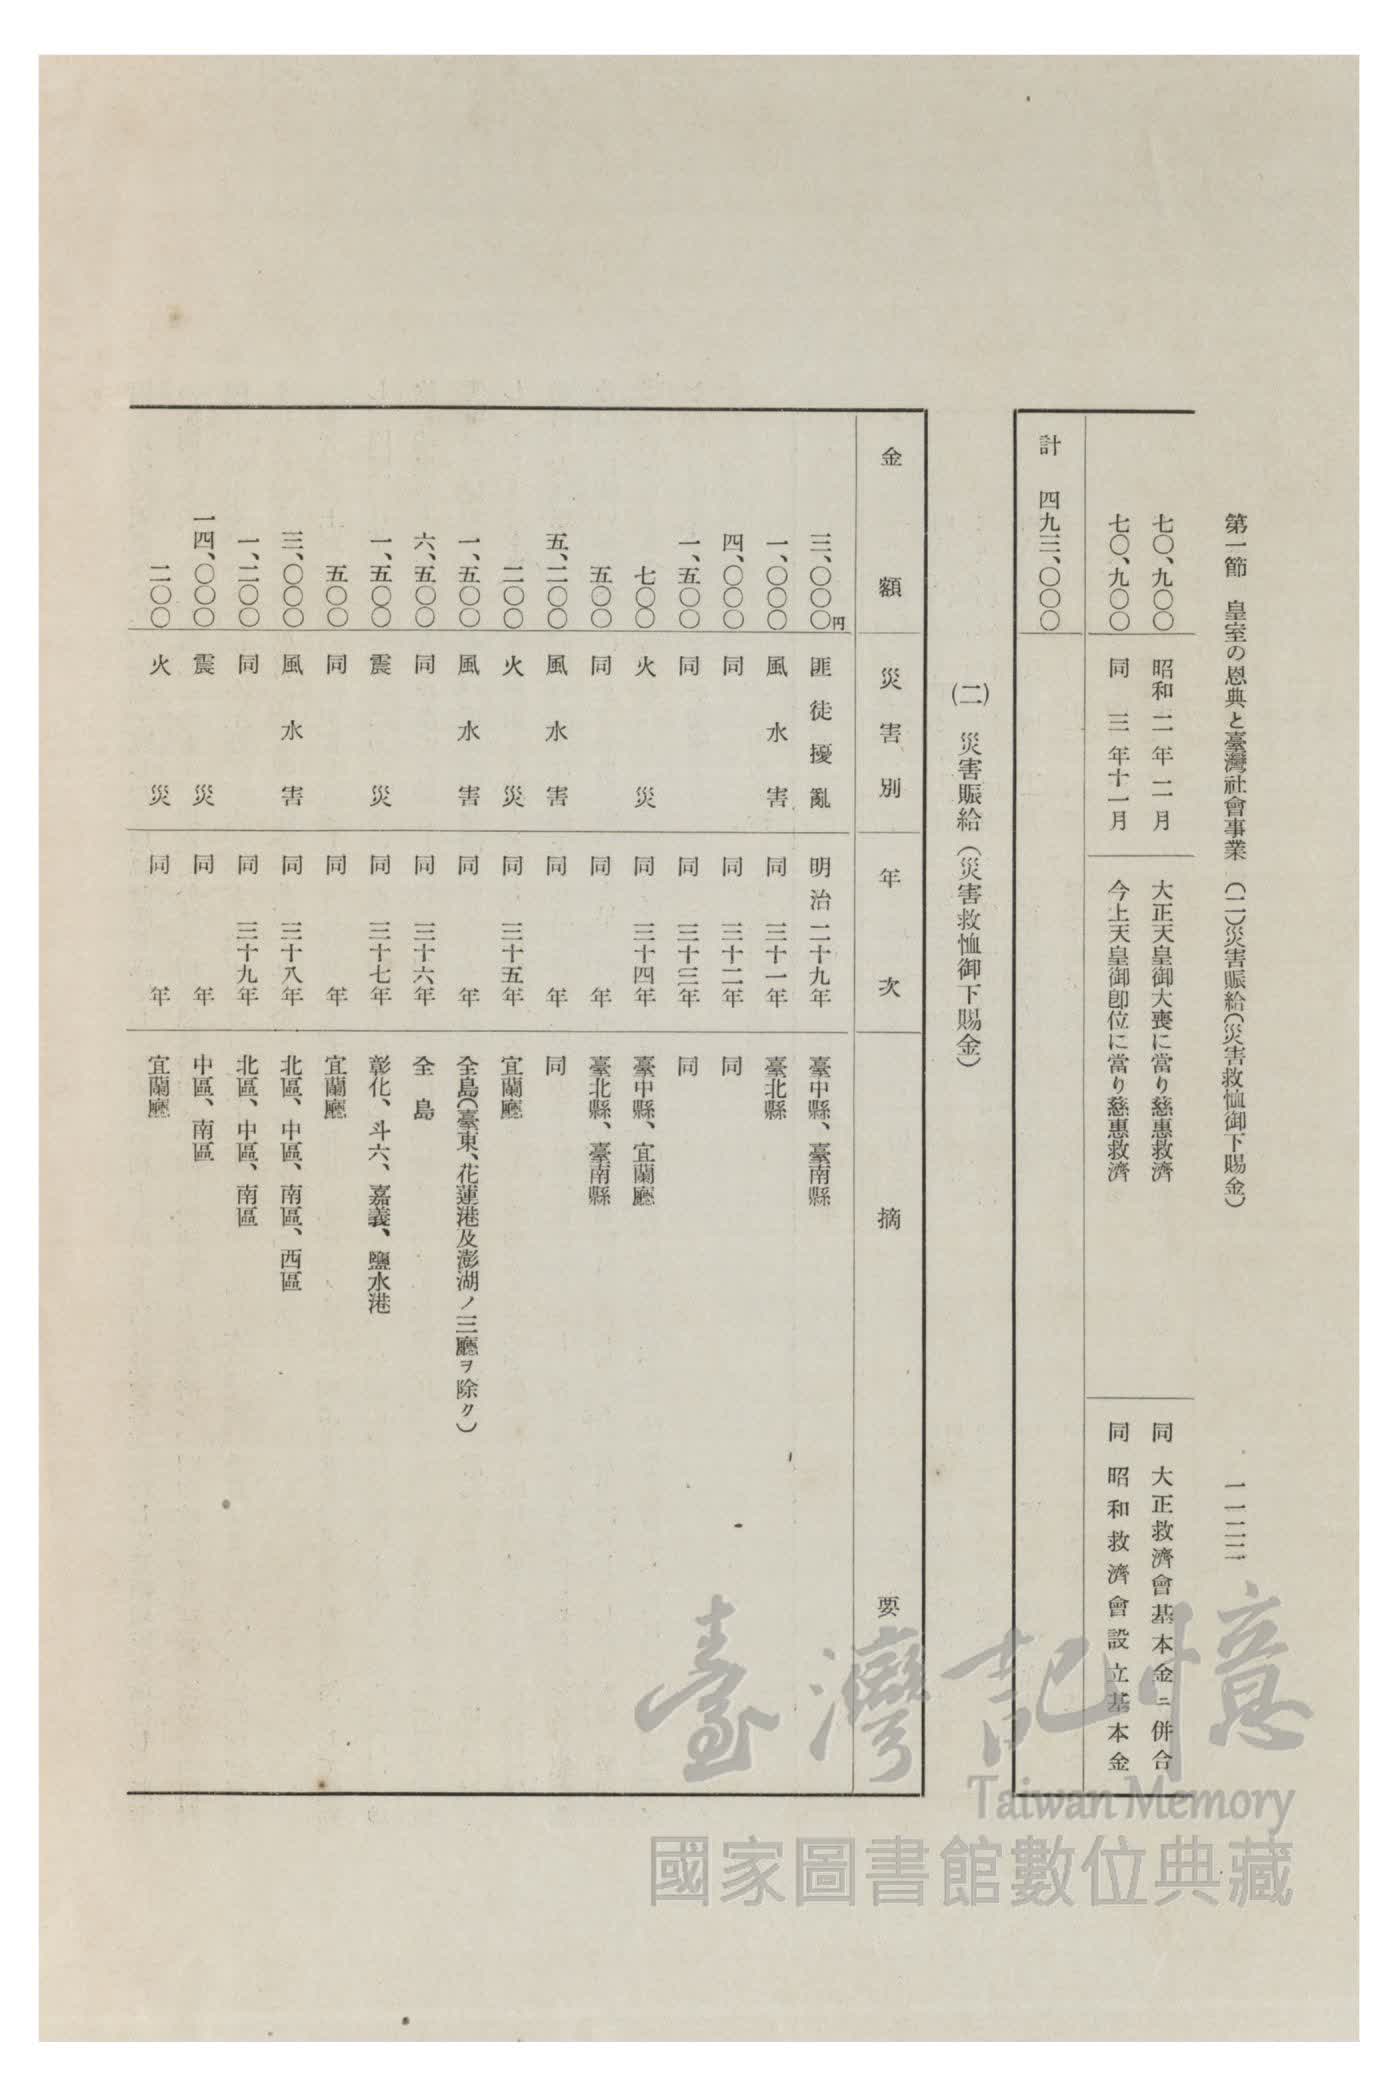 第一節　皇室の恩典と臺灣社會事業　(二)災害賑給(災害救恤御下賜金)　一一二二
七〇、九〇〇　昭和二年二月　大正天皇御大喪に當り慈惠救濟　同　大正救濟會基本金ニ併合
七〇、九〇〇　同三年十一月　今上天皇御卽位に當り慈惠救濟　同　昭和救濟會設立基本金
計　四九三、〇〇〇
(二)　災害賑給(災害救恤御下賜金)
金額　災害別　年次　摘要
三、〇〇〇円　匪徒擾亂　明治二十九年　臺中縣、臺南縣
一、〇〇〇　風水害　同　三十一年　臺北縣
四、〇〇〇　同　同　三十二年　同
一、五〇〇　同　同　三十三年　同
七〇〇　火災　同　三十四年　臺中縣、宜蘭廳
五〇〇　同　同　年　臺北縣、臺南縣
五、二〇〇　風水害　同　年　同
二〇〇　火災　同　三十五年　宜蘭廳
一、五〇〇　風水害　同　年　全島(臺東、花蓮港及澎湖ノ三廳ヲ除ク)
六、五〇〇　同　同　三十六年　全島
一、五〇〇　震災　同　三十七年　彰化、斗六、嘉義、鹽水港
五〇〇　同　同　年　宜蘭廳
三、〇〇〇　風水害　同　三十八年　北區、中區、南區、西區
一、二〇〇　同　同　三十九年　北區、中區、南區
一四、〇〇〇　震災　同　年　中區、南區
二〇〇　火災　同　年　宜蘭廳
臺灣記憶
Taiwan Memory
國家圖書館數位典藏